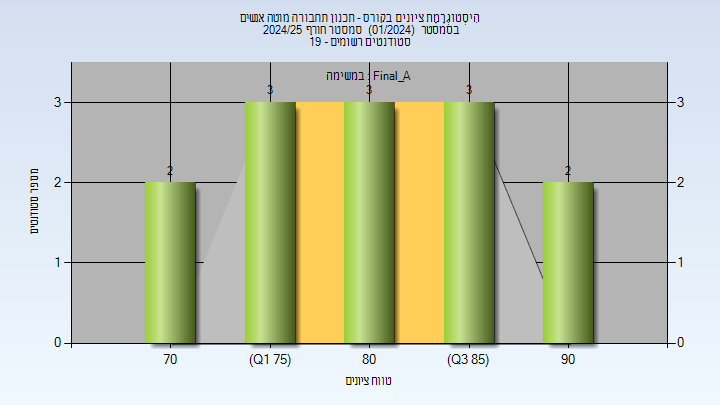 היסטוגרמת ציונים בקורס - תכנון תחבורה מוטה אנשים
בסמסטר (01/2024) סמסטר חורף 2024/25
סטודנטים רשומים - 19
במשימה : Final_A
3 3 3
2 2
3 3
2 2
1 1
0 0
מספר סטודנטים
70 (Q1 75) 80 (Q3 85) 90
טווח ציונים